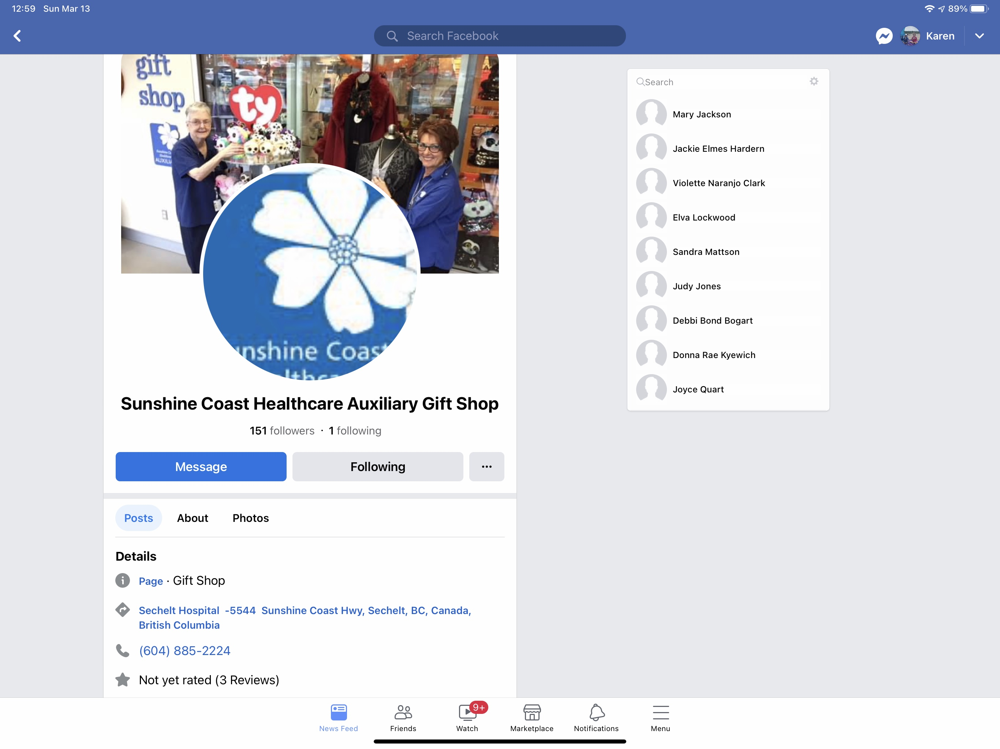 12:59 Sun Mar 13
89%
Search Facebook
Karen
gift
shop
ty
AUXILI
unshine Coast
lthca
Sunshine Coast Healthcare Auxiliary Gift Shop
151 followers · 1 following
Message
Following
Posts
About
Photos
Details
Page · Gift Shop
Sechelt Hospital -5544 Sunshine Coast Hwy, Sechelt, BC, Canada,
British Columbia
(604) 885-2224
Not yet rated (3 Reviews)
Search
Mary Jackson
Jackie Elmes Hardern
Violette Naranjo Clark
Elva Lockwood
Sandra Mattson
Judy Jones
Debbi Bond Bogart
Donna Rae Kyewich
Joyce Quart
9+
News Feed
Friends
Watch
Marketplace
Notifications
Menu